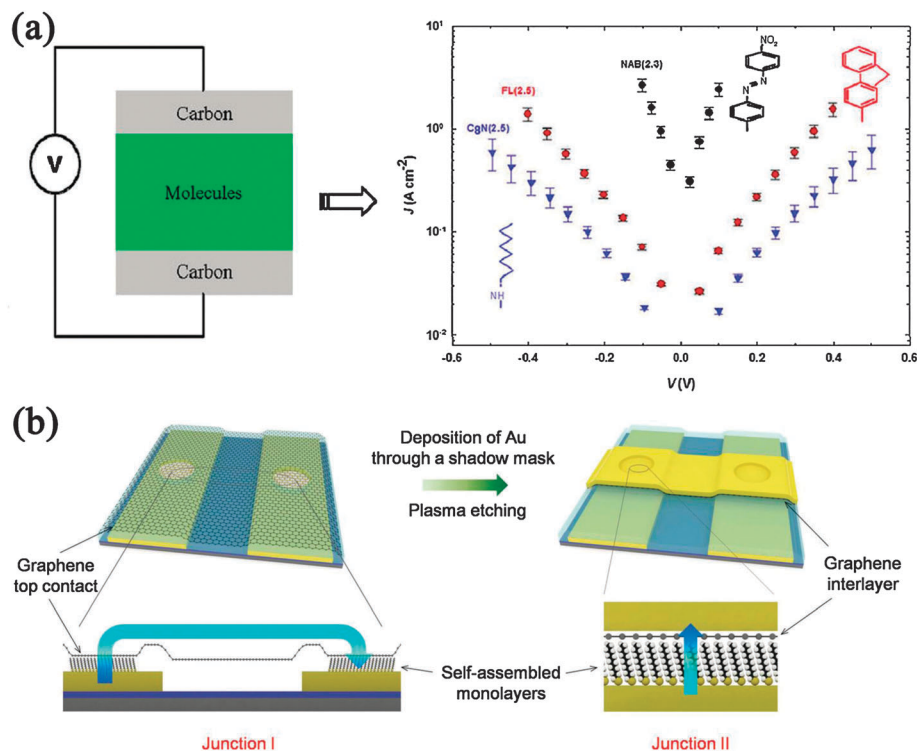 (a)
V
Carbon
Molecules
Carbon
J (A cm⁻²)
10¹
10⁰
10⁻¹
10⁻²
-0.6
-0.4
-0.2
0.0
0.2
0.4
0.6
V (V)
NAB(2.3)
FL(2.5)
C8N(2.5)
NO₂
N
N
NH
(b)
Deposition of Au
through a shadow mask
Plasma etching
Graphene
top contact
Graphene
interlayer
Self-assembled
monolayers
Junction I
Junction II